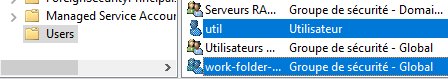 Managed Service Accour
Users
Serveurs RA... Groupe de sécurité - Domai...
util Utilisateur
Utilisateurs ... Groupe de sécurité - Global
work-folder-... Groupe de sécurité - Global